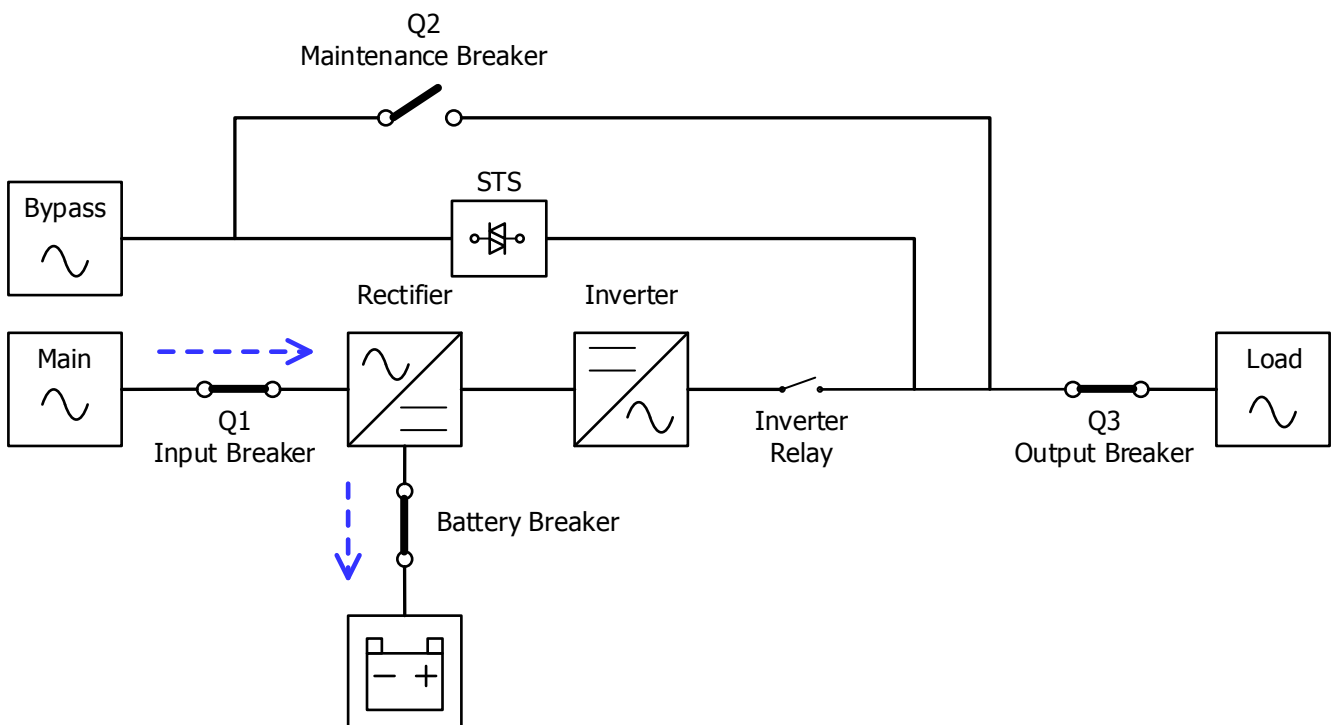 Q2
Maintenance Breaker
STS
Bypass
Rectifier
Inverter
Main
Load
Q1
Input Breaker
Inverter
Relay
Q3
Output Breaker
Battery Breaker
− +